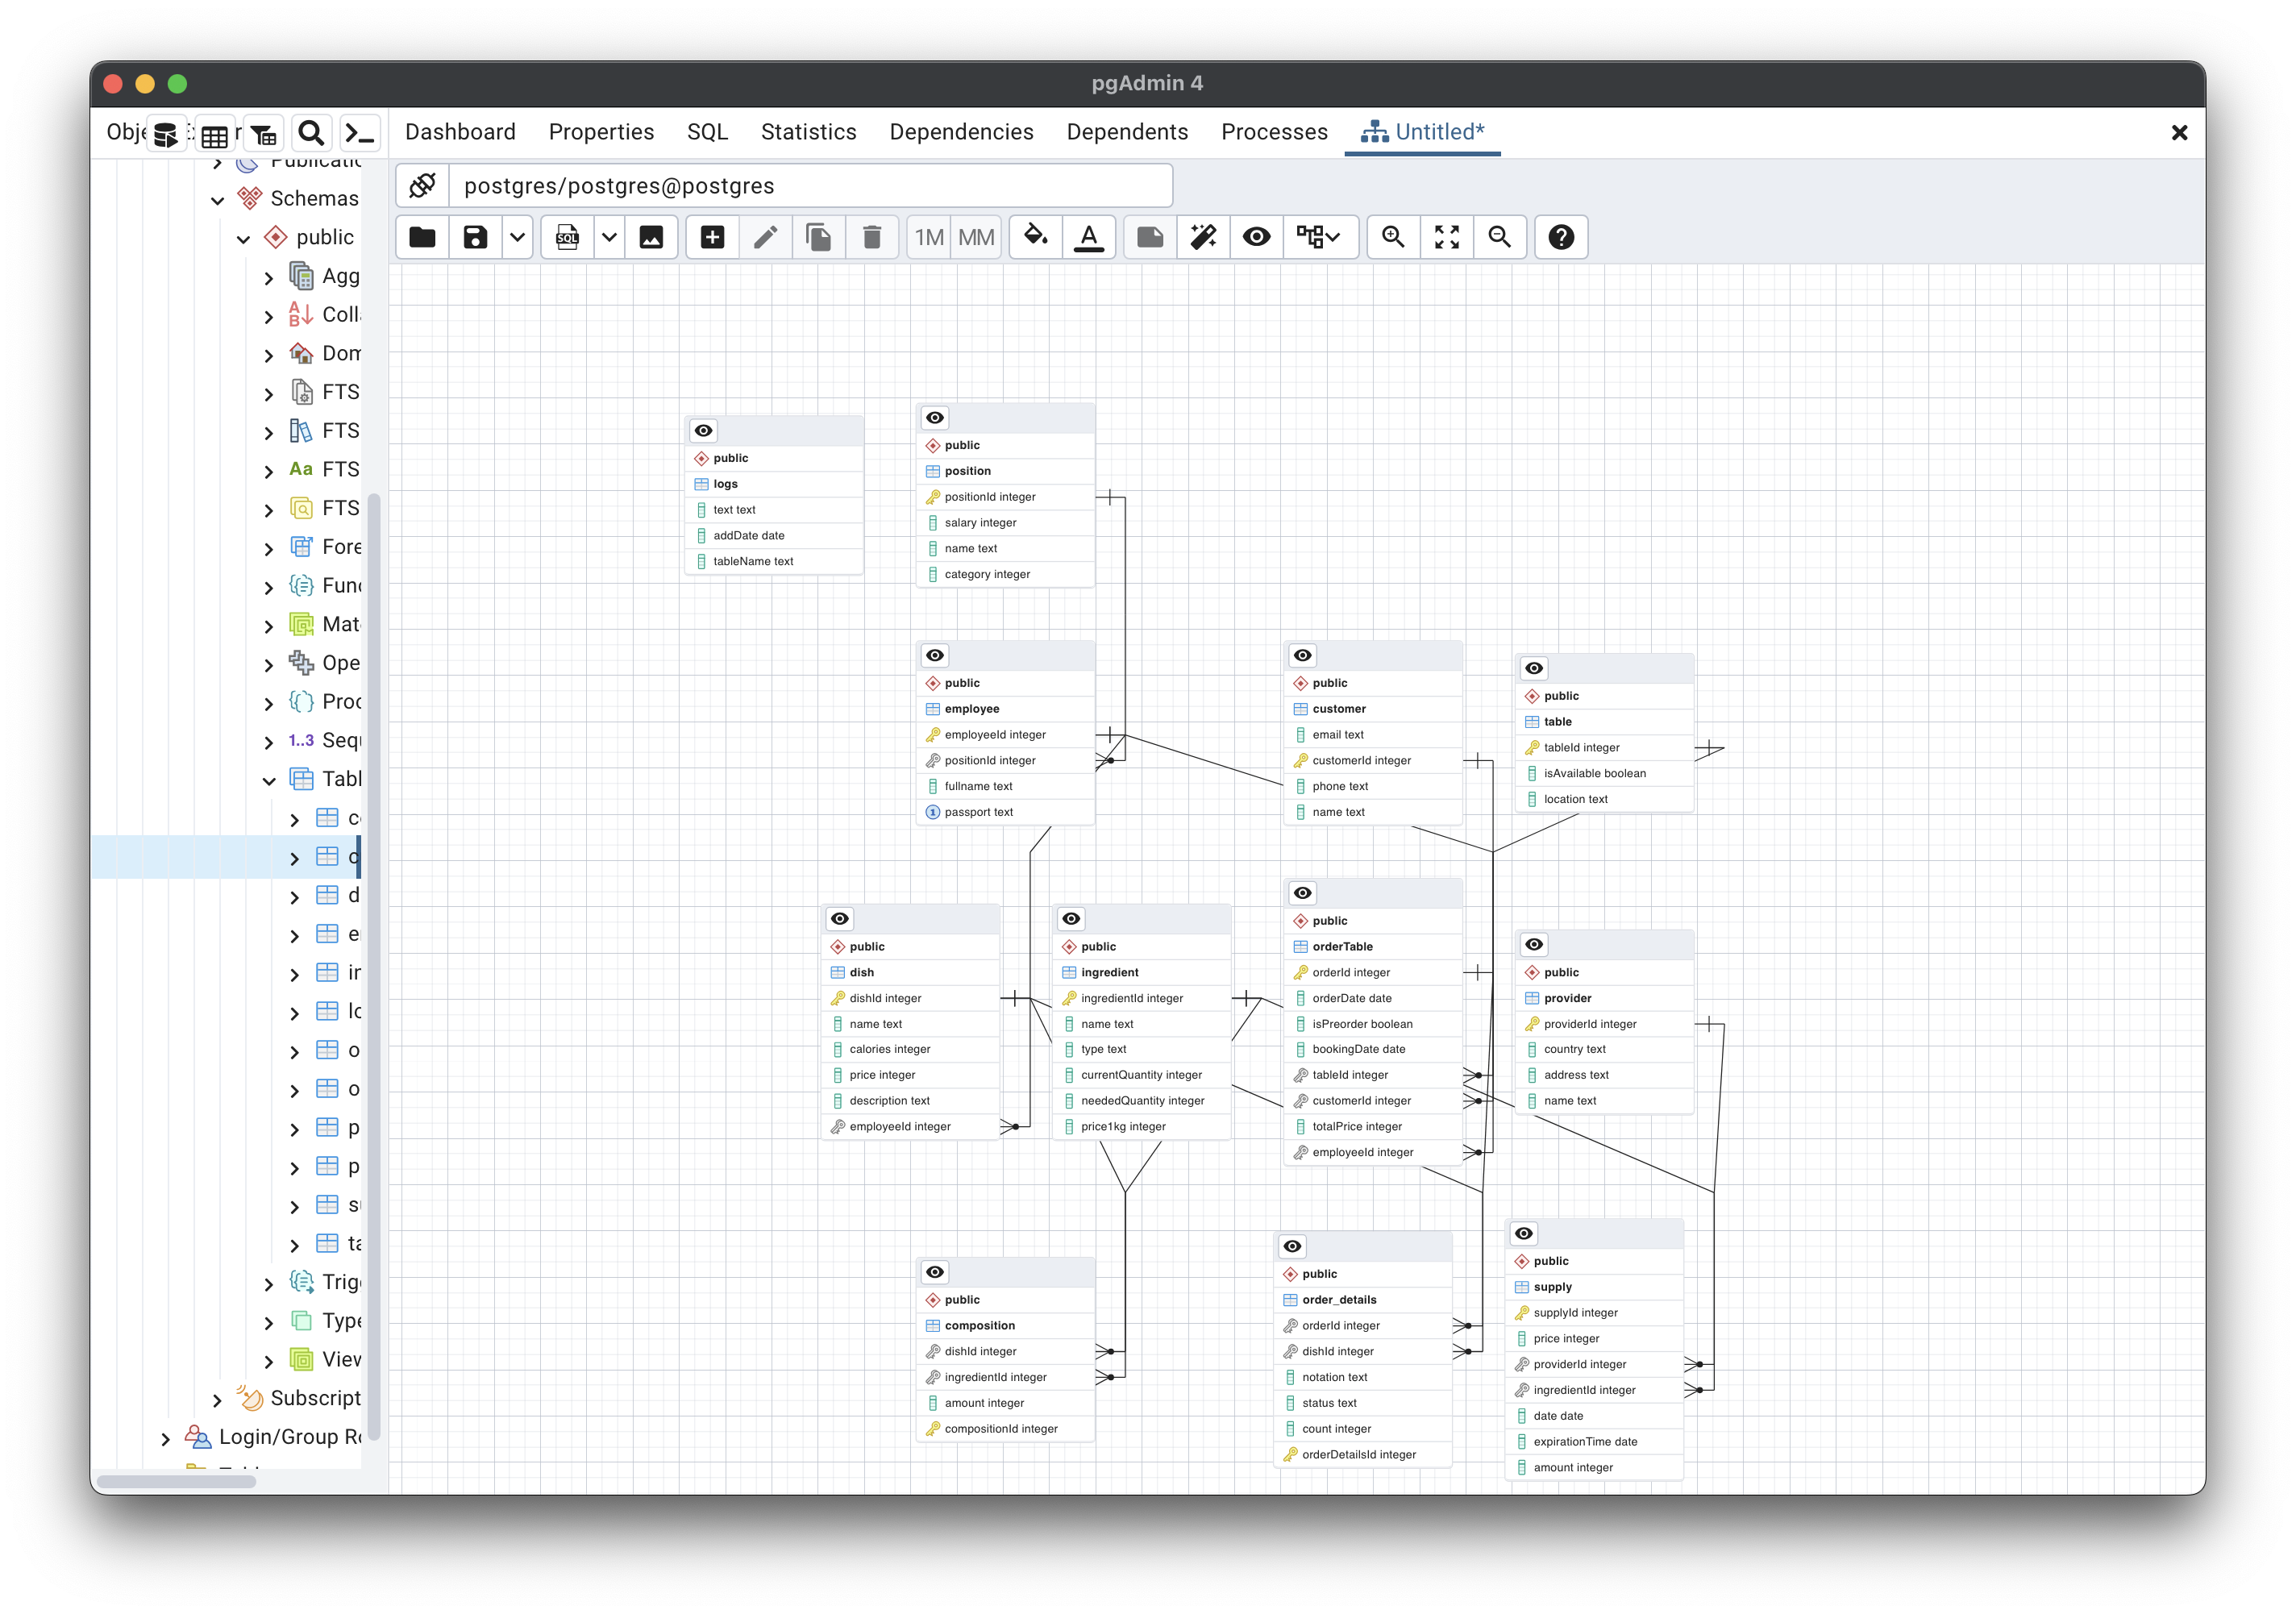 pgAdmin 4
Dashboard Properties SQL Statistics Dependencies Dependents Processes Untitled*
postgres/postgres@postgres
SQL 1M MM A
Schemas
public
Agg
Coll
Dom
FTS
FTS
Aa FTS
FTS
Fore
Func
Mat
Ope
Proc
1..3 Sequ
Tabl
Trig
Type
View
Subscript
Login/Group Ro
public
logs
text text
addDate date
tableName text
public
position
positionId integer
salary integer
name text
category integer
public
employee
employeeId integer
positionId integer
fullname text
passport text
public
customer
email text
customerId integer
phone text
name text
public
table
tableId integer
isAvailable boolean
location text
public
dish
dishId integer
name text
calories integer
price integer
description text
employeeId integer
public
ingredient
ingredientId integer
name text
type text
currentQuantity integer
neededQuantity integer
price1kg integer
public
orderTable
orderId integer
orderDate date
isPreorder boolean
bookingDate date
tableId integer
customerId integer
totalPrice integer
employeeId integer
public
provider
providerId integer
country text
address text
name text
public
composition
dishId integer
ingredientId integer
amount integer
compositionId integer
public
order_details
orderId integer
dishId integer
notation text
status text
count integer
orderDetailsId integer
public
supply
supplyId integer
price integer
providerId integer
ingredientId integer
date date
expirationTime date
amount integer